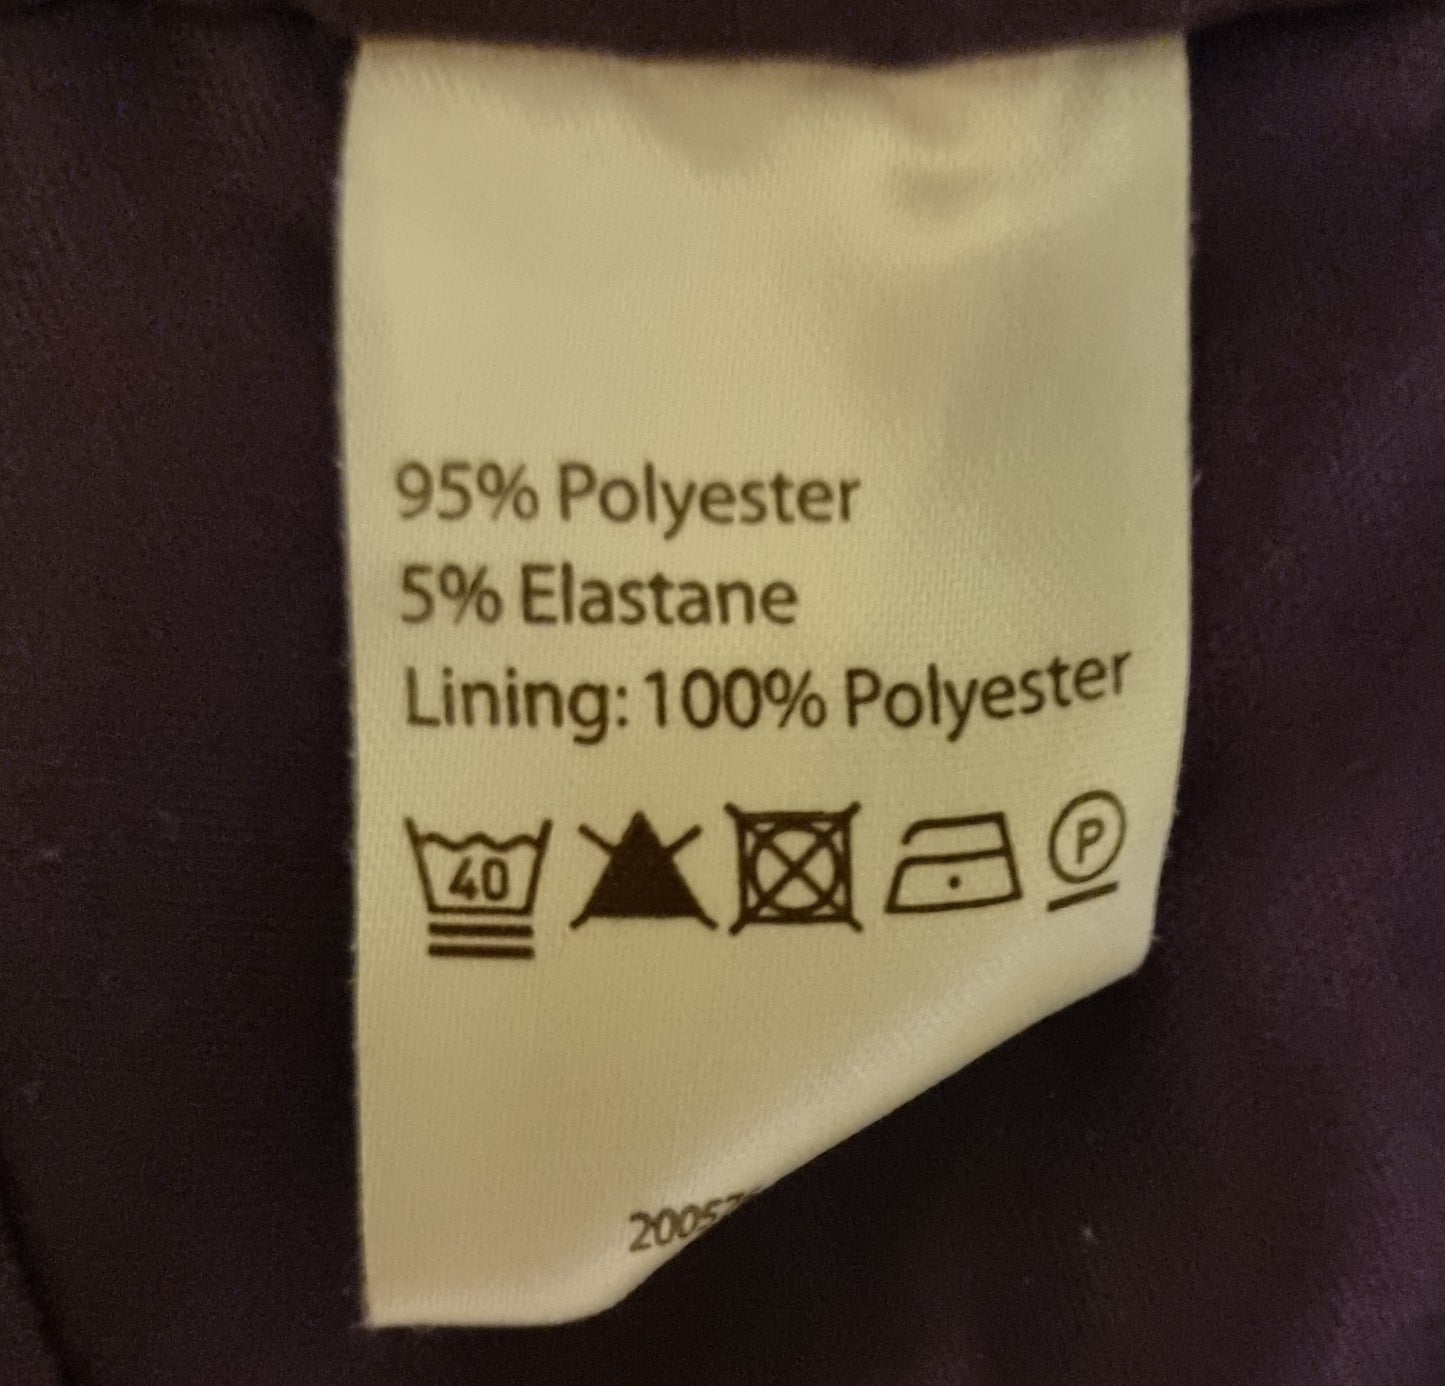 95% Polyester
5% Elastane
Lining: 100% Polyester
40 P